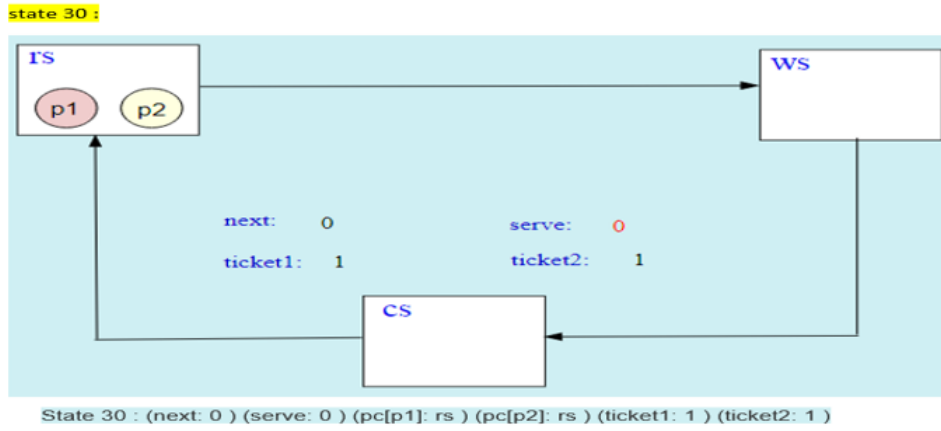 state 30 :
rs
ws
p1 p2
next: 0 serve: 0
ticket1: 1 ticket2: 1
cs
State 30 : (next: 0 ) (serve: 0 ) (pc[p1]: rs ) (pc[p2]: rs ) (ticket1: 1 ) (ticket2: 1 )